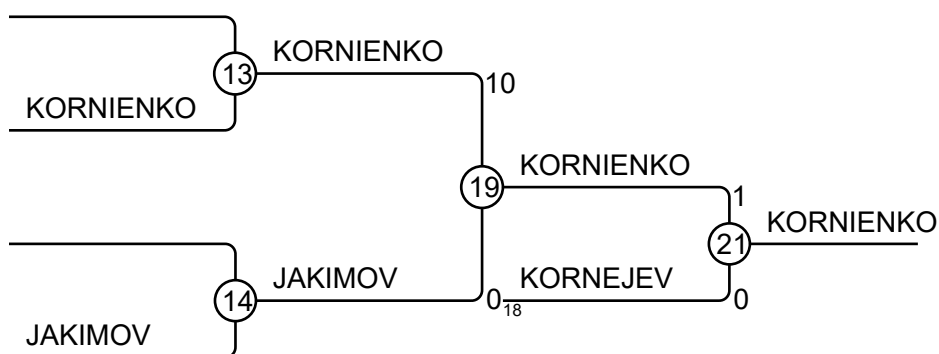 KORNIENKO
13
10
KORNIENKO
KORNIENKO
19
1
KORNIENKO
21
JAKIMOV
KORNEJEV
14
0
18
0
JAKIMOV